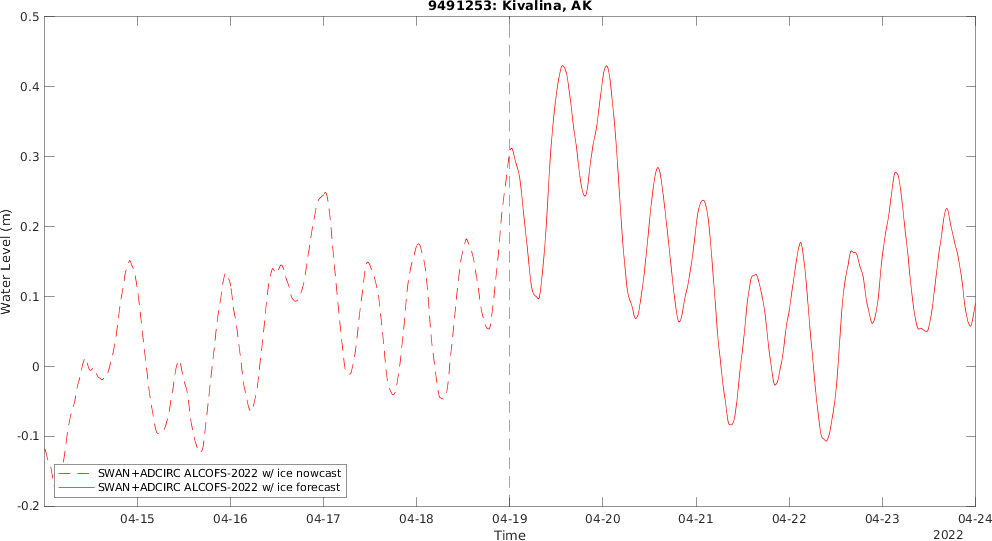 9491253: Kivalina, AK
0.5
0.4
0.3
0.2
0.1
0
-0.1
-0.2
Water Level (m)
SWAN+ADCIRC ALCOFS-2022 w/ ice nowcast
SWAN+ADCIRC ALCOFS-2022 w/ ice forecast
04-15 04-16 04-17 04-18 04-19 04-20 04-21 04-22 04-23 04-24
Time
2022